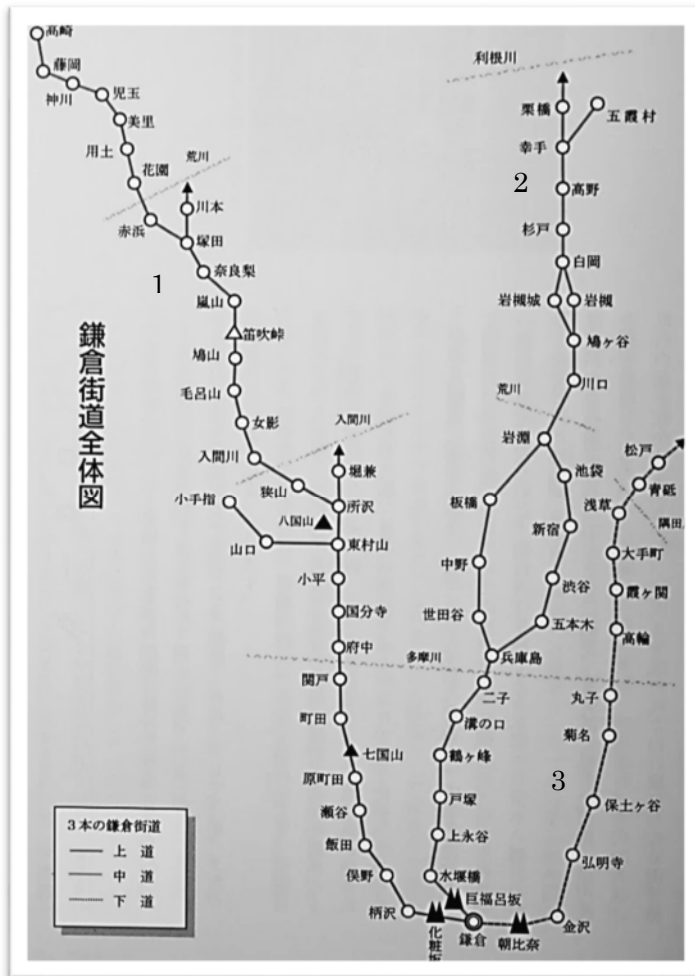 鎌倉街道全体図
高崎
藤岡
神川
児玉
美里
用土
花園
荒川
赤浜
川本
塚田
1
奈良梨
嵐山
笛吹峠
鳩山
毛呂山
女影
入間川
入間川
狭山
堀兼
所沢
小手指
八国山
山口
東村山
小平
国分寺
府中
関戸
町田
七国山
原町田
瀬谷
飯田
俣野
柄沢
化粧坂
鎌倉
利根川
栗橋
五霞村
幸手
2
高野
杉戸
白岡
岩槻城
岩槻
鳩ヶ谷
川口
荒川
岩淵
板橋
池袋
新宿
中野
渋谷
世田谷
五本木
多摩川
兵庫島
二子
溝の口
鶴ヶ峰
戸塚
上永谷
水堰橋
巨福呂坂
松戸
青砥
浅草
隅田
大手町
霞ヶ関
高輪
丸子
菊名
3
保土ヶ谷
弘明寺
金沢
朝比奈
3本の鎌倉街道
上 道
中 道
下 道